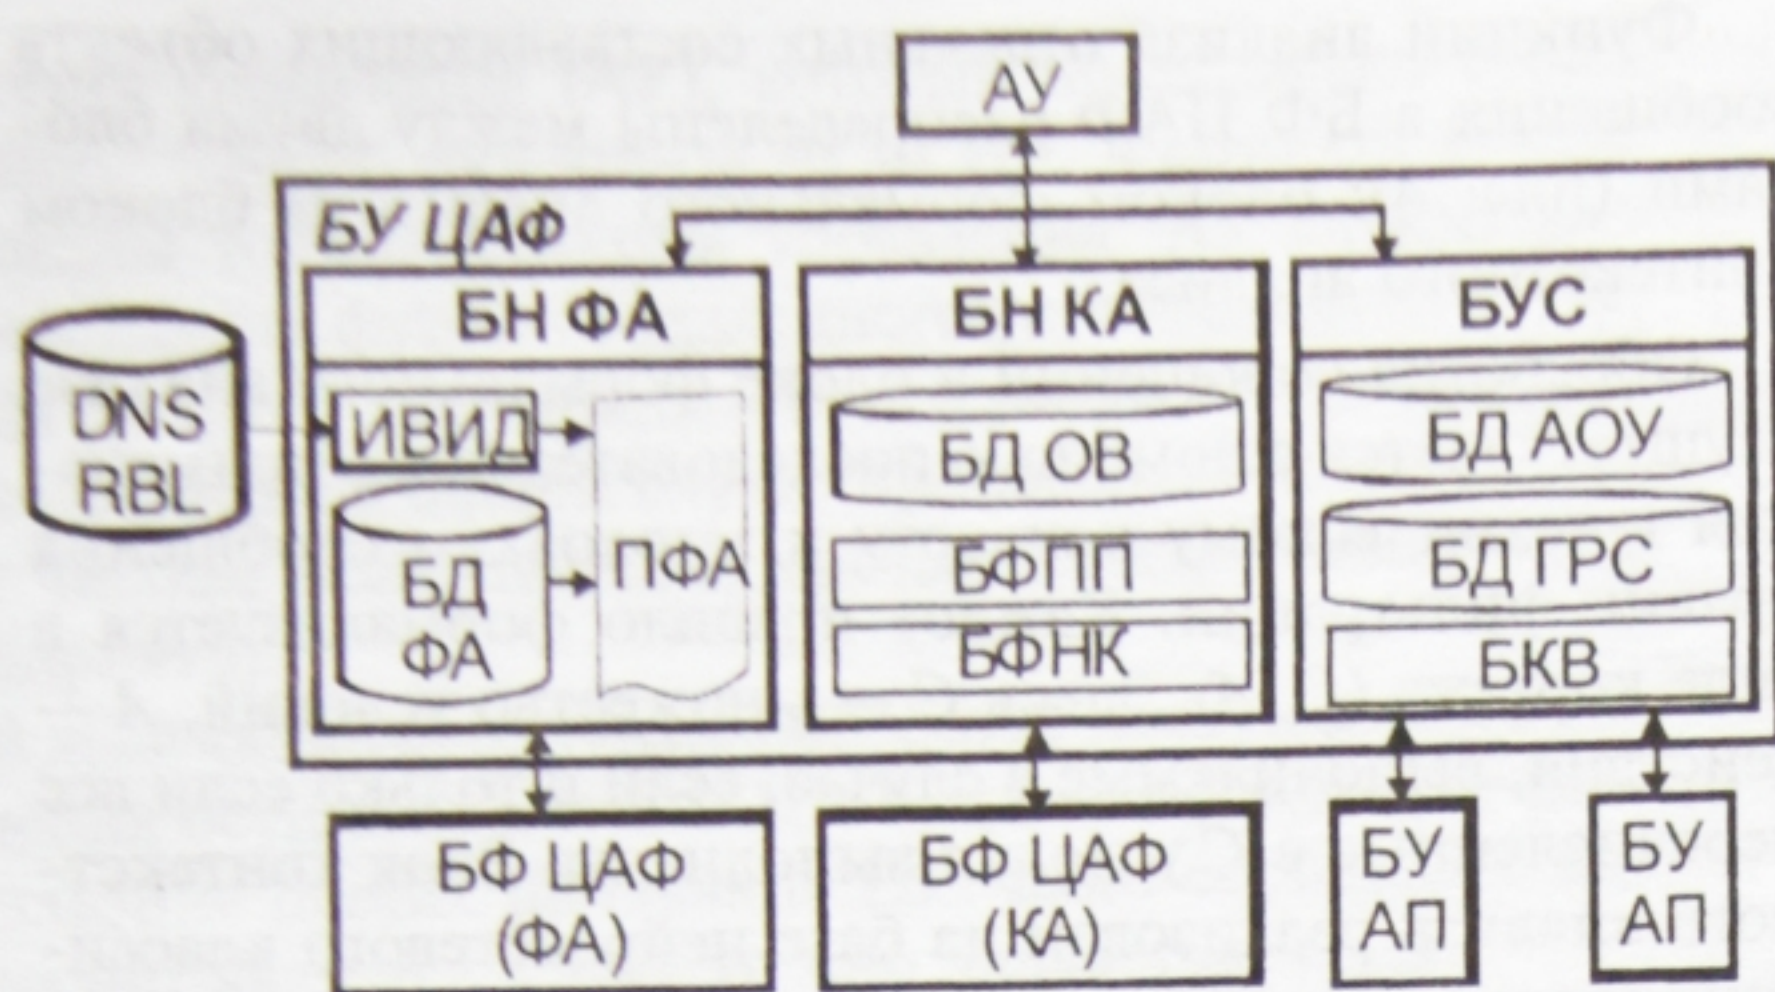 АУ
БУ ЦАФ
БН ФА
БН КА
БУС
DNS
RBL
ИВИД
БД
ФА
ПФА
БД ОВ
БФПП
БФНК
БД АОУ
БД ГРС
БКВ
БФ ЦАФ
(ФА)
БФ ЦАФ
(КА)
БУ
АП
БУ
АП